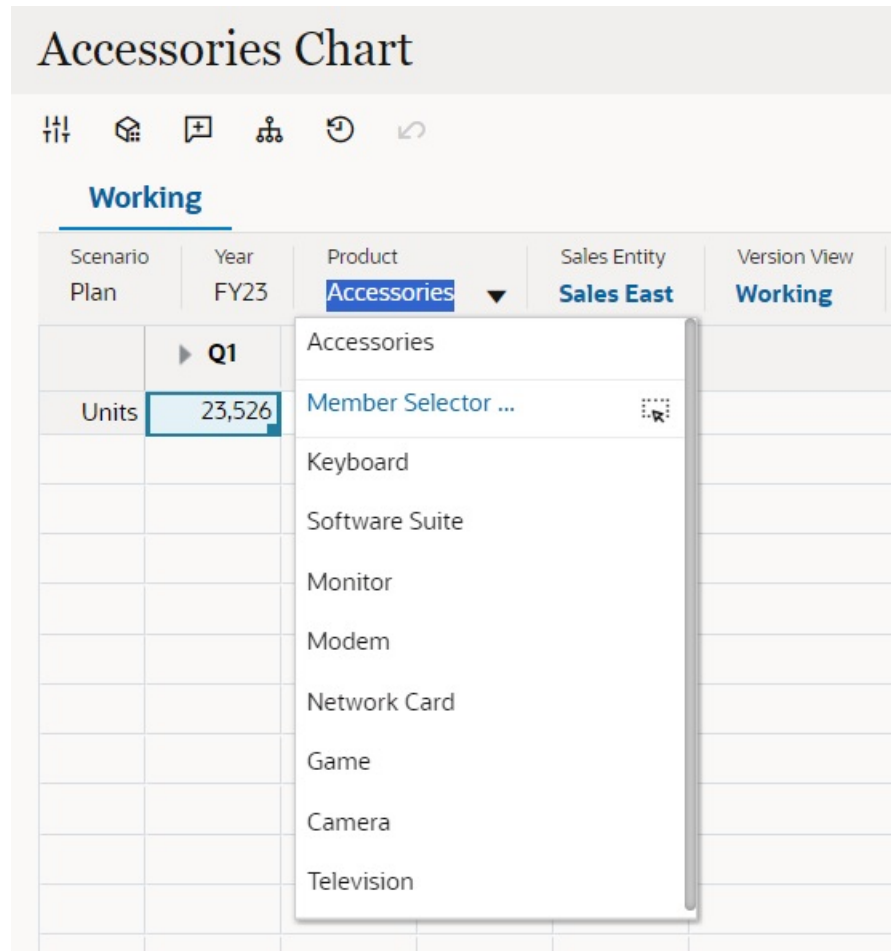 Accessories Chart
Working
Scenario Year Product Sales Entity Version View
Plan FY23 Accessories Sales East Working
Q1
Accessories
Units 23,526
Member Selector ...
Keyboard
Software Suite
Monitor
Modem
Network Card
Game
Camera
Television